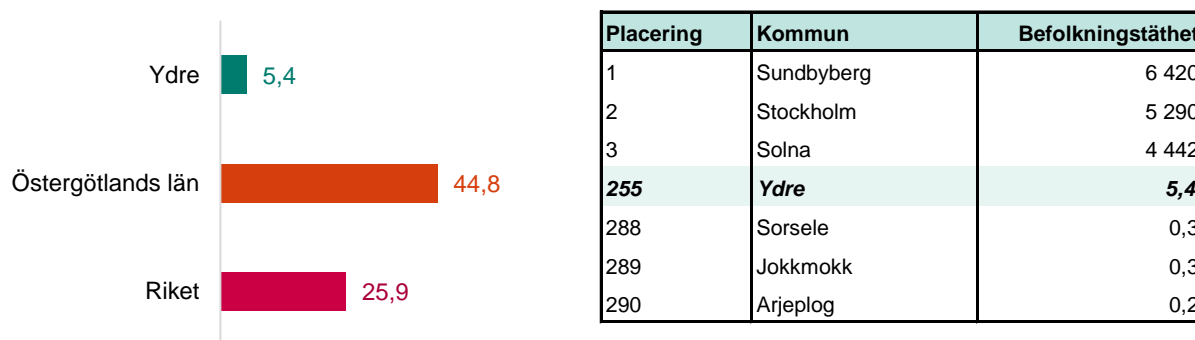 Ydre 5,4
Östergötlands län 44,8
Riket 25,9
Placering Kommun Befolkningstäthet
1 Sundbyberg 6 420
2 Stockholm 5 290
3 Solna 4 442
255 Ydre 5,4
288 Sorsele 0,3
289 Jokkmokk 0,3
290 Arjeplog 0,2